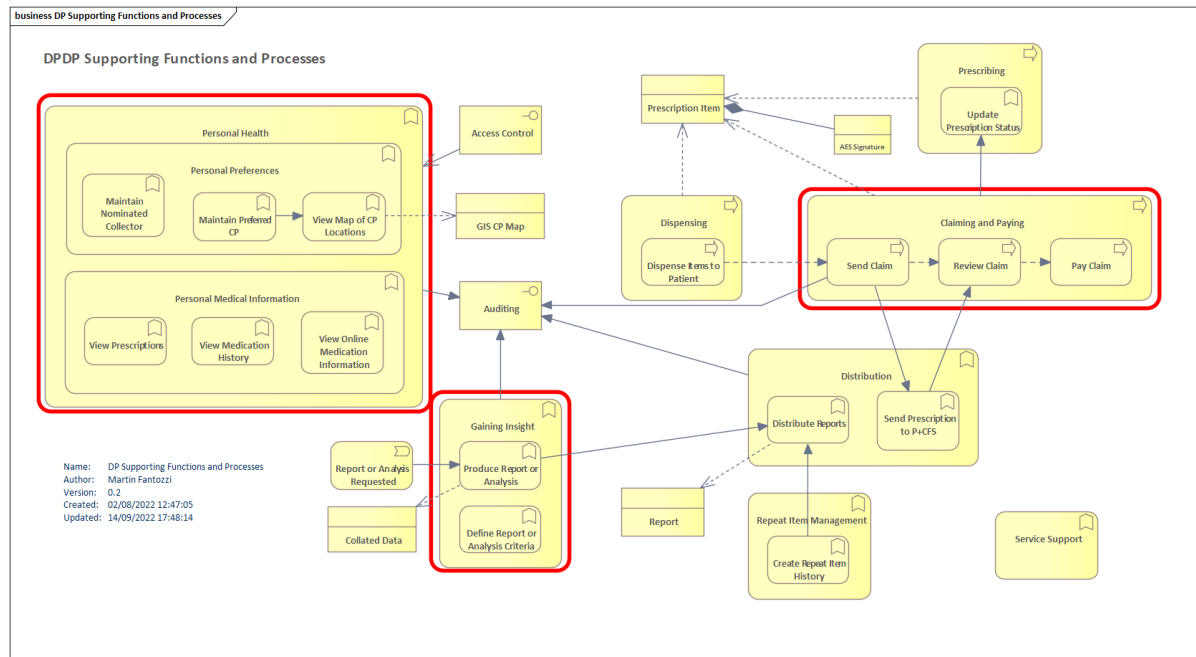 business DP Supporting Functions and Processes
DPDP Supporting Functions and Processes
Personal Health
Personal Preferences
Maintain
Nominated
Collector
Maintain Preferred
CP
View Map of CP
Locations
Personal Medical Information
View Prescriptions
View Medication
History
View Online
Medication
Information
Access Control
GIS CP Map
Auditing
Prescription Item
AES Signature
Prescribing
Update
Prescription Status
Dispensing
Dispense Items to
Patient
Claiming and Paying
Send Claim
Review Claim
Pay Claim
Distribution
Distribute Reports
Send Prescription
to P+CFS
Gaining Insight
Produce Report or
Analysis
Define Report or
Analysis Criteria
Report or Analysis
Requested
Collated Data
Report
Repeat Item Management
Create Repeat Item
History
Service Support
Name: DP Supporting Functions and Processes
Author: Martin Fantozzi
Version: 0.2
Created: 02/08/2022 12:47:05
Updated: 14/09/2022 17:48:14